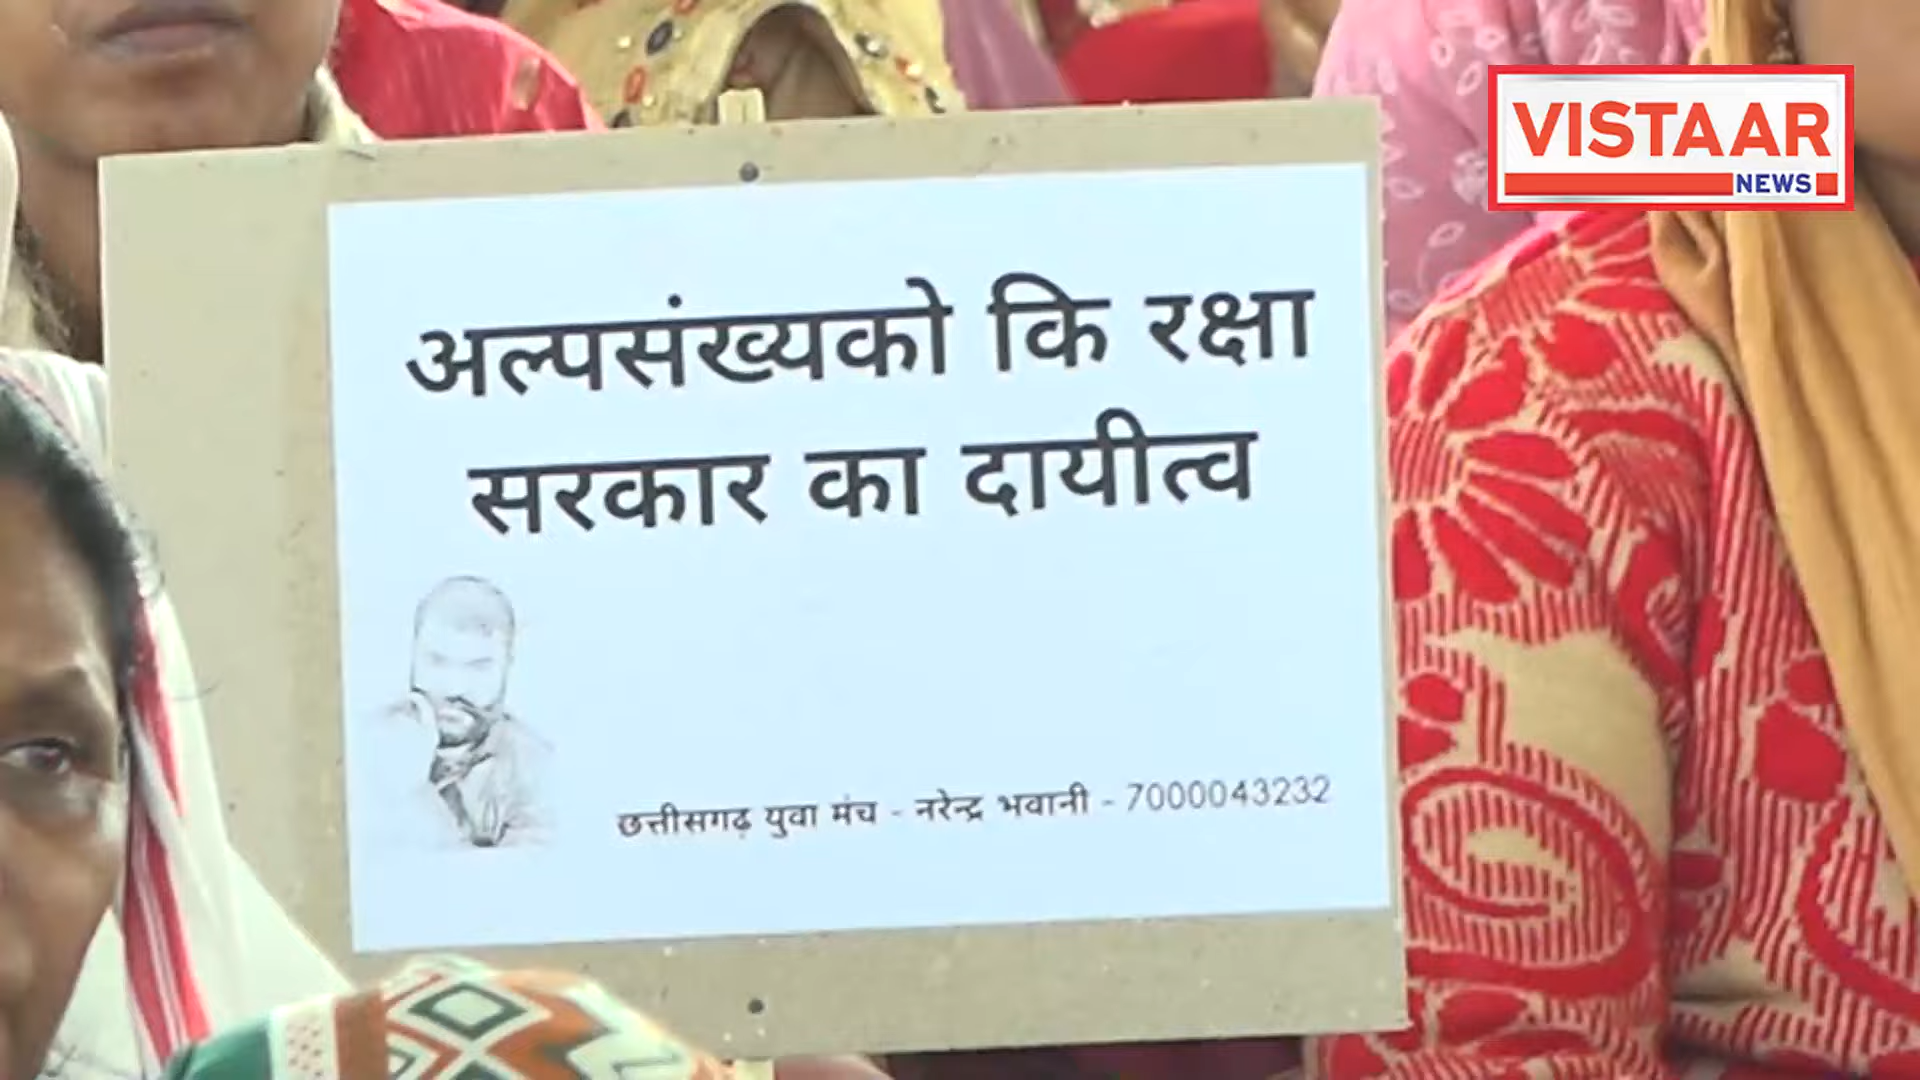 VISTAAR
NEWS
अल्पसंख्यको कि रक्षा
सरकार का दायीत्व
छत्तीसगढ़ युवा मंच - नरेन्द्र भवानी - 7000043232